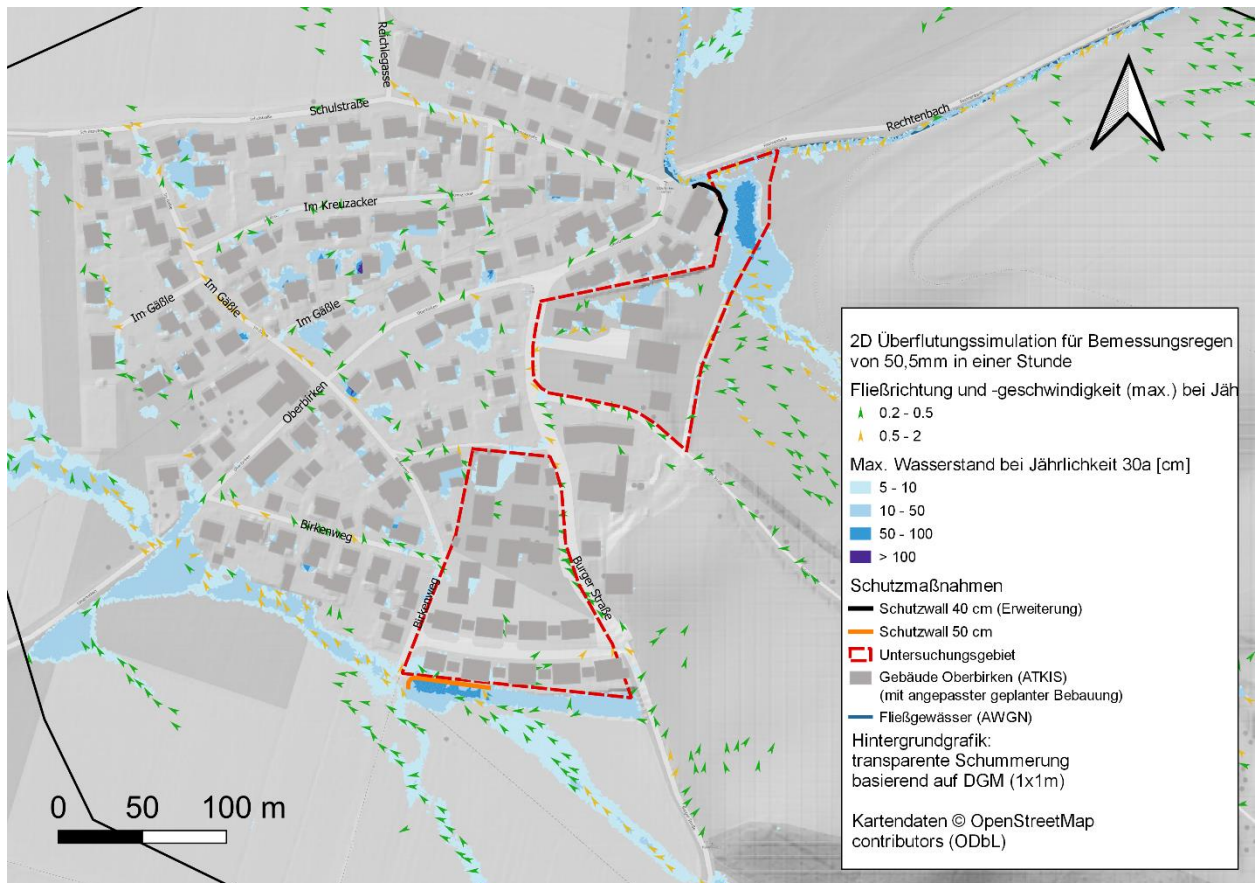 Reichlegasse
Schulstraße
Rechtenbach
Im Kreuzacker
Im Gäßle
Im Gäßle
Im Gäßle
Oberbirken
Birkenweg
Birkenweg
Burger Straße
0 50 100 m
2D Überflutungssimulation für Bemessungsregen
von 50,5mm in einer Stunde
Fließrichtung und -geschwindigkeit (max.) bei Jäh
0.2 - 0.5
0.5 - 2
Max. Wasserstand bei Jährlichkeit 30a [cm]
5 - 10
10 - 50
50 - 100
> 100
Schutzmaßnahmen
Schutzwall 40 cm (Erweiterung)
Schutzwall 50 cm
Untersuchungsgebiet
Gebäude Oberbirken (ATKIS)
(mit angepasster geplanter Bebauung)
Fließgewässer (AWGN)
Hintergrundgrafik:
transparente Schummerung
basierend auf DGM (1x1m)
Kartendaten © OpenStreetMap
contributors (ODbL)